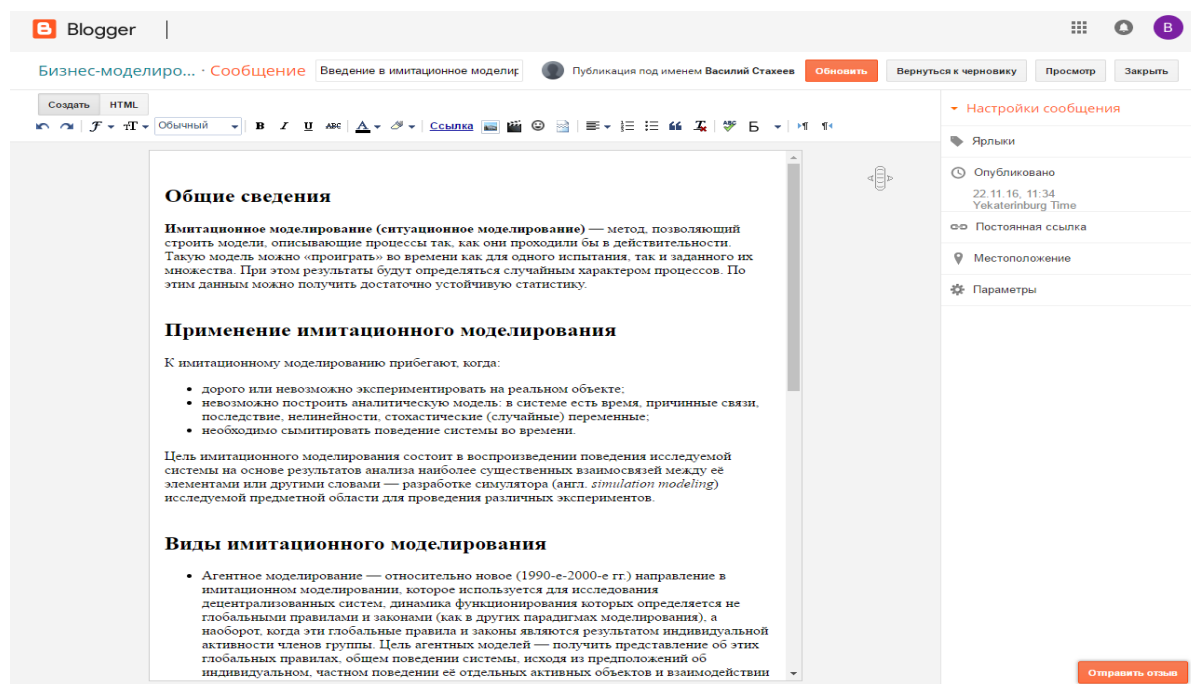 Blogger
B
Бизнес-моделиро... · Сообщение Введение в имитационное моделир Публикация под именем Василий Стахеев Обновить Вернуться к черновику Просмотр Закрыть
Создать HTML
Обычный B I U ABC A Ссылка Б
Настройки сообщения
Ярлыки
Опубликовано
22.11.16, 11:34
Yekaterinburg Time
Постоянная ссылка
Местоположение
Параметры
Общие сведения
Имитационное моделирование (ситуационное моделирование) — метод, позволяющий
строить модели, описывающие процессы так, как они проходили бы в действительности.
Такую модель можно «проиграть» во времени как для одного испытания, так и заданного их
множества. При этом результаты будут определяться случайным характером процессов. По
этим данным можно получить достаточно устойчивую статистику.
Применение имитационного моделирования
К имитационному моделированию прибегают, когда:
• дорого или невозможно экспериментировать на реальном объекте;
• невозможно построить аналитическую модель: в системе есть время, причинные связи,
последствие, нелинейности, стохастические (случайные) переменные;
• необходимо сымитировать поведение системы во времени.
Цель имитационного моделирования состоит в воспроизведении поведения исследуемой
системы на основе результатов анализа наиболее существенных взаимосвязей между её
элементами или другими словами — разработке симулятора (англ. simulation modeling)
исследуемой предметной области для проведения различных экспериментов.
Виды имитационного моделирования
• Агентное моделирование — относительно новое (1990-е-2000-е гг.) направление в
имитационном моделировании, которое используется для исследования
децентрализованных систем, динамика функционирования которых определяется не
глобальными правилами и законами (как в других парадигмах моделирования), а
наоборот, когда эти глобальные правила и законы являются результатом индивидуальной
активности членов группы. Цель агентных моделей — получить представление об этих
глобальных правилах, общем поведении системы, исходя из предположений об
индивидуальном, частном поведении её отдельных активных объектов и взаимодействии
Отправить отзыв